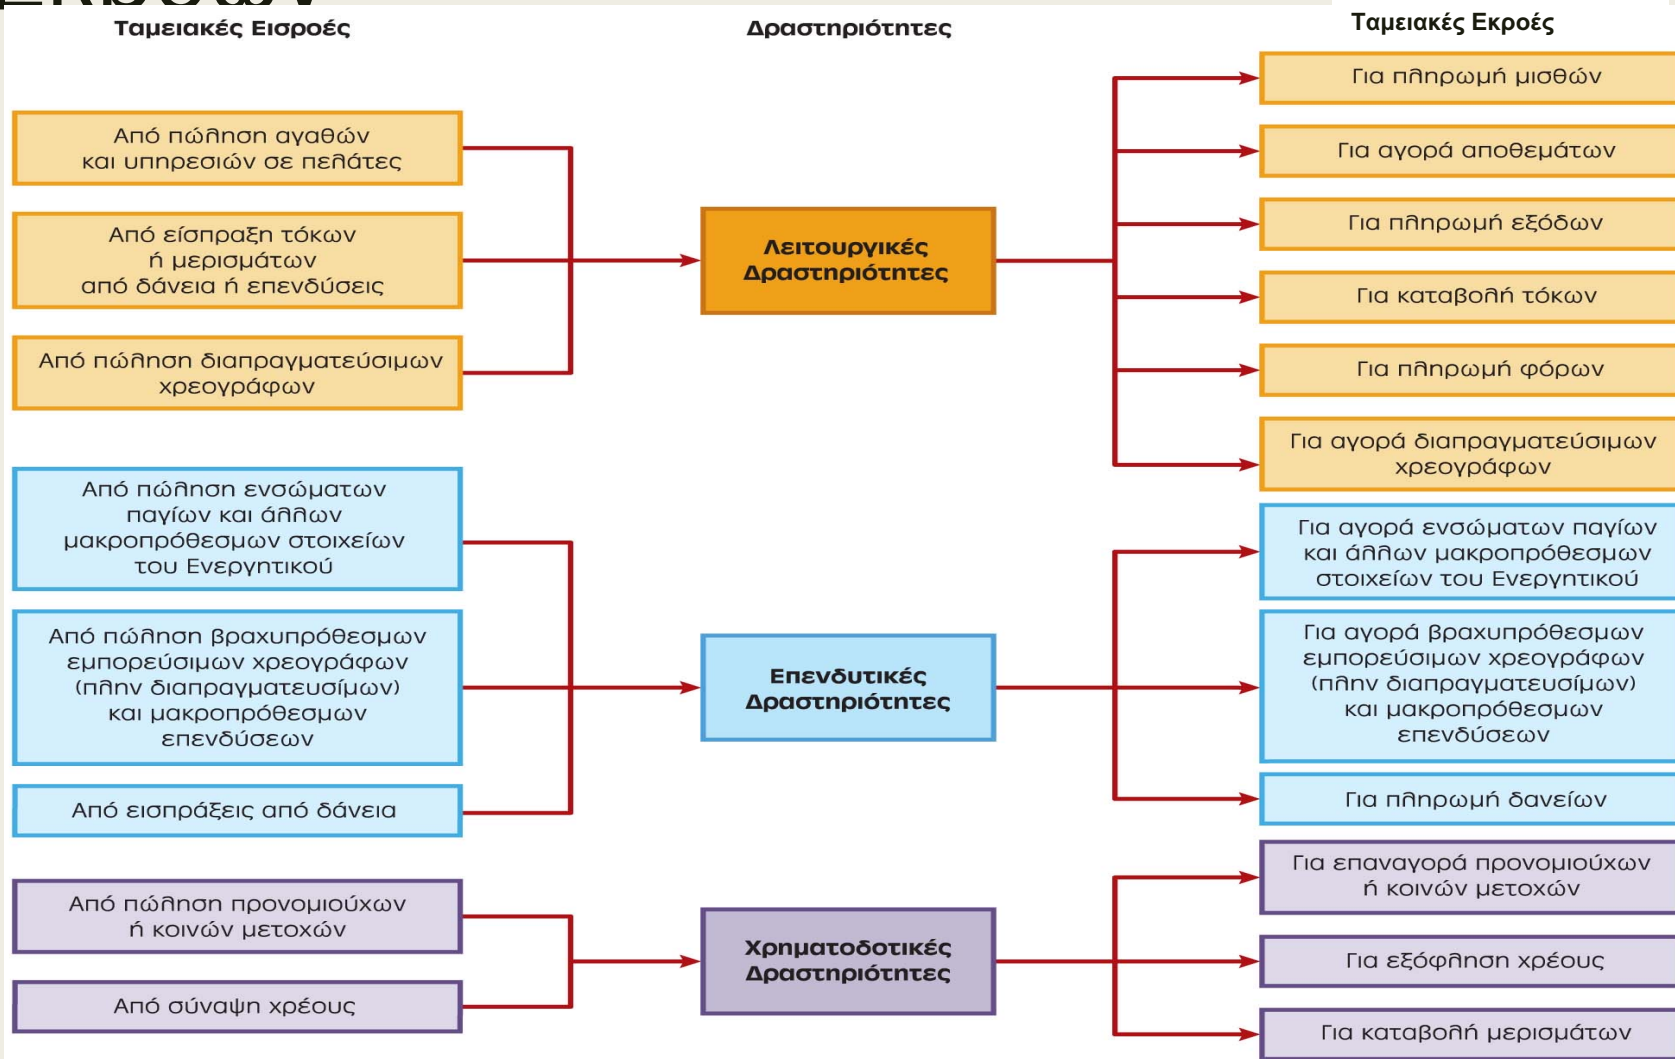 Ταμειακές Εισροές
Δραστηριότητες
Ταμειακές Εκροές
Από πώληση αγαθών
και υπηρεσιών σε πελάτες
Από είσπραξη τόκων
ή μερισμάτων
από δάνεια ή επενδύσεις
Από πώληση διαπραγματεύσιμων
χρεογράφων
Λειτουργικές
Δραστηριότητες
Για πληρωμή μισθών
Για αγορά αποθεμάτων
Για πληρωμή εξόδων
Για καταβολή τόκων
Για πληρωμή φόρων
Για αγορά διαπραγματεύσιμων
χρεογράφων
Από πώληση ενσώματων
παγίων και άλλων
μακροπρόθεσμων στοιχείων
του Ενεργητικού
Από πώληση βραχυπρόθεσμων
εμπορεύσιμων χρεογράφων
(πλην διαπραγματευσίμων)
και μακροπρόθεσμων
επενδύσεων
Από εισπράξεις από δάνεια
Επενδυτικές
Δραστηριότητες
Για αγορά ενσώματων παγίων
και άλλων μακροπρόθεσμων
στοιχείων του Ενεργητικού
Για αγορά βραχυπρόθεσμων
εμπορεύσιμων χρεογράφων
(πλην διαπραγματευσίμων)
και μακροπρόθεσμων
επενδύσεων
Για πληρωμή δανείων
Από πώληση προνομιούχων
ή κοινών μετοχών
Από σύναψη χρέους
Χρηματοδοτικές
Δραστηριότητες
Για επαναγορά προνομιούχων
ή κοινών μετοχών
Για εξόφληση χρέους
Για καταβολή μερισμάτων